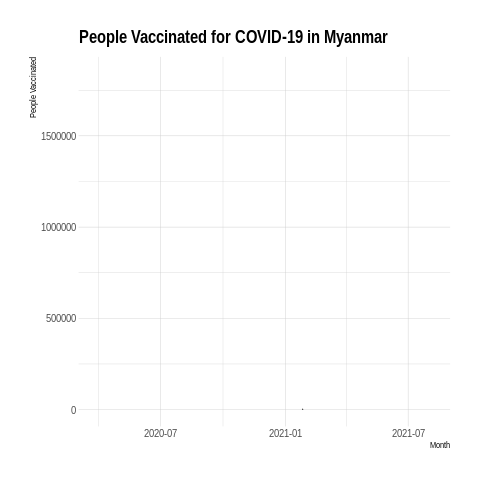 People Vaccinated for COVID-19 in Myanmar
People Vaccinated
1500000
1000000
500000
0
2020-07
2021-01
2021-07
Month